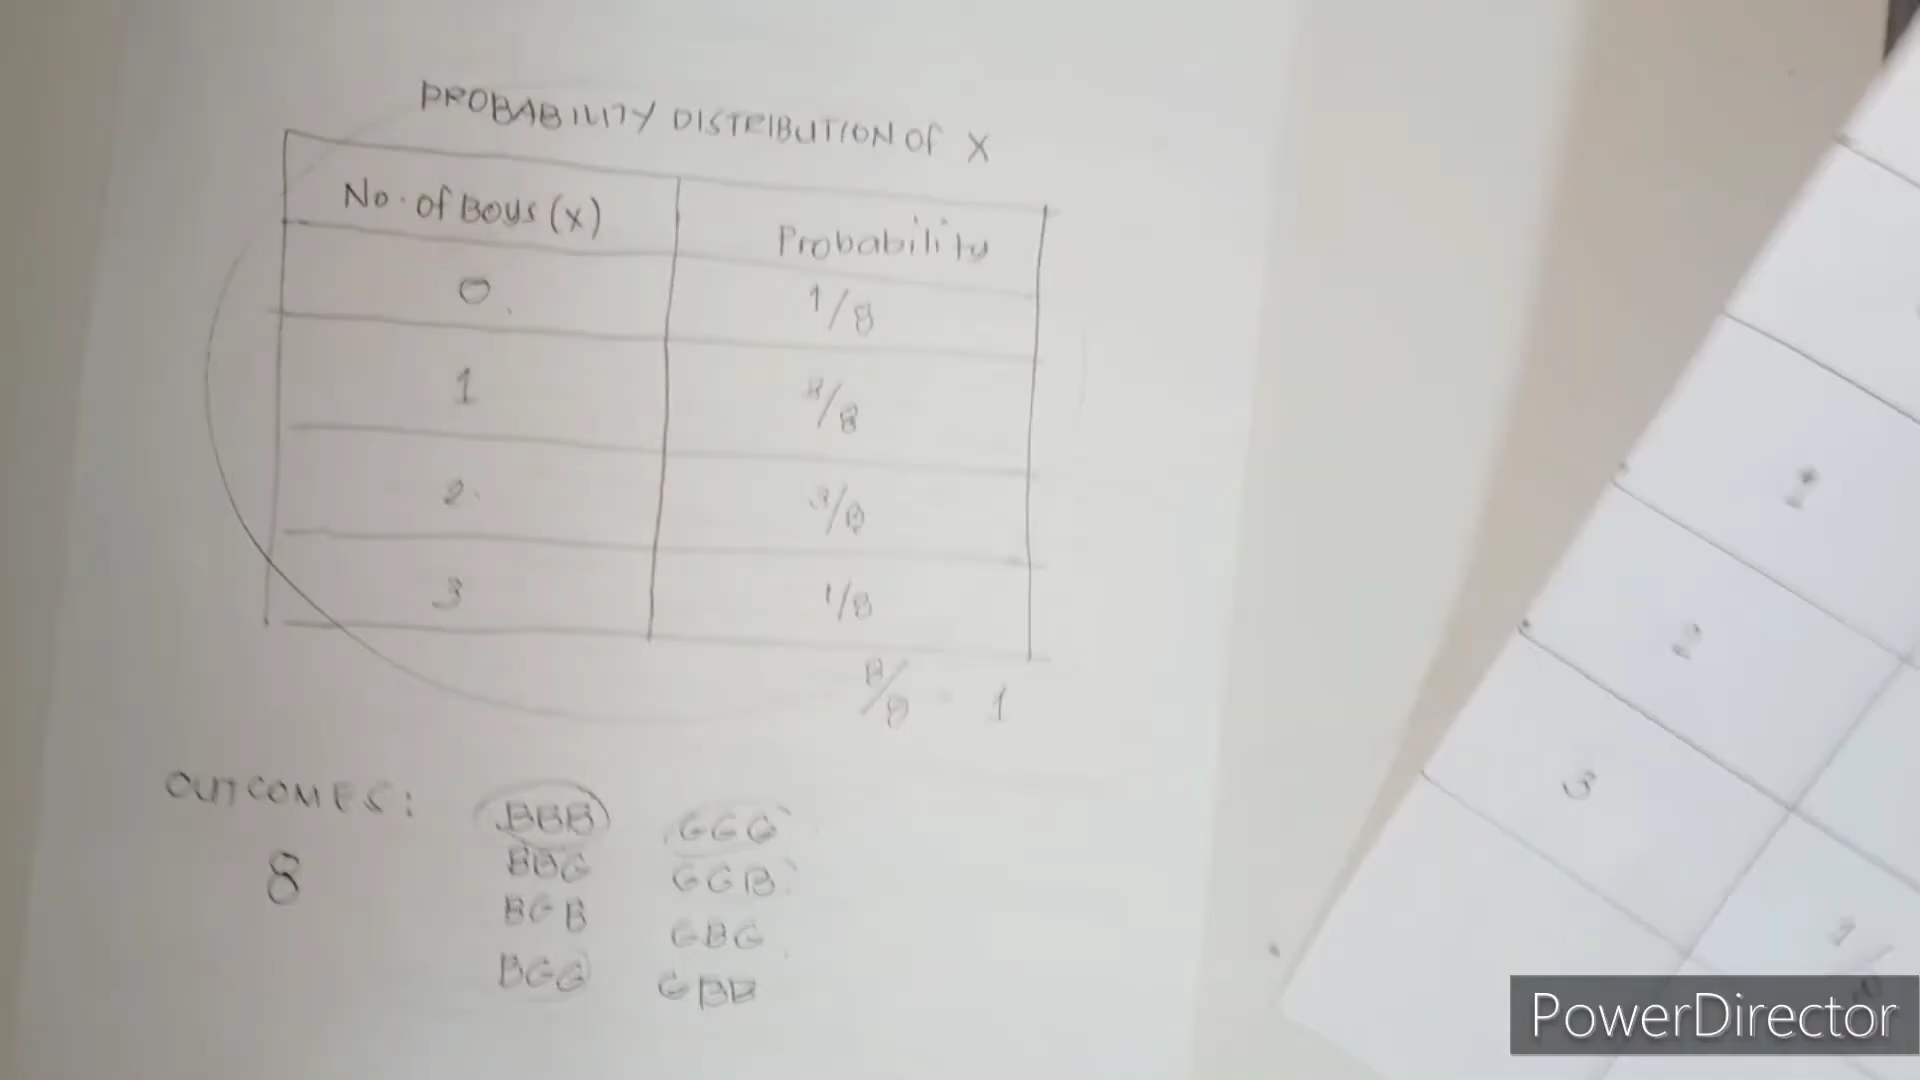 PROBABILITY DISTRIBUTION Of X
No. of Boys (x) Probability
0 1/8
1 3/8
2 3/8
3 1/8
8/8 = 1
OUTCOMES: BBB GGG
8 BBG GGB
BGB GBG
BGG GBB
1
2
3
PowerDirector